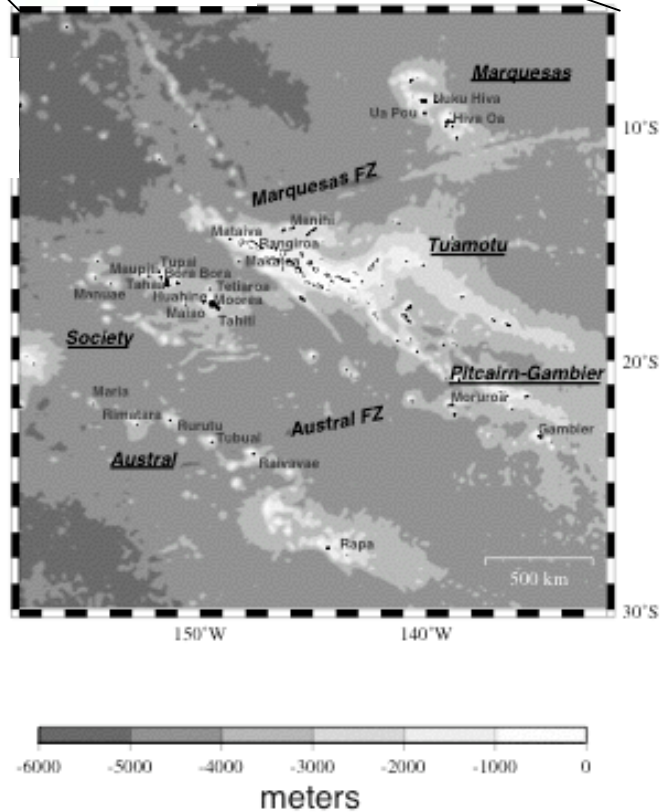 Marquesas
Nuku Hiva
Ua Pou
Hiva Oa
10°S
Marquesas FZ
Manihi
Mataiva
Rangiroa
Tuamotu
Makatea
Tupai
Maupiti
Bora Bora
Tahaa
Tetiaroa
Manuae
Huahine
Moorea
Maiao
Tahiti
Society
20°S
Pitcairn-Gambier
Maria
Moruroa
Rimatara
Rurutu
Austral FZ
Tubuai
Gambier
Austral
Raivavae
Rapa
500 km
30°S
150°W
140°W
-6000 -5000 -4000 -3000 -2000 -1000 0
meters